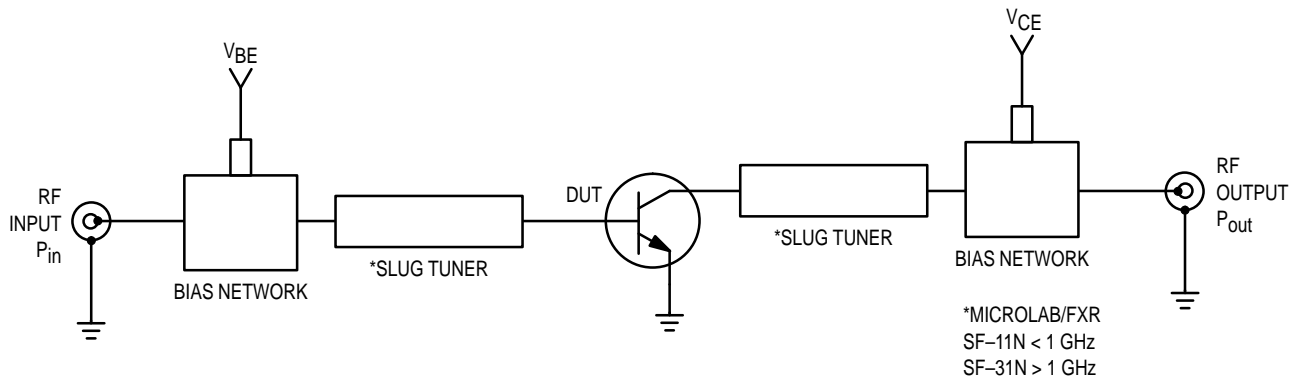 VBE
VCE
RF
INPUT
Pin
DUT
RF
OUTPUT
Pout
*SLUG TUNER
*SLUG TUNER
BIAS NETWORK
BIAS NETWORK
*MICROLAB/FXR
SF–11N < 1 GHz
SF–31N > 1 GHz